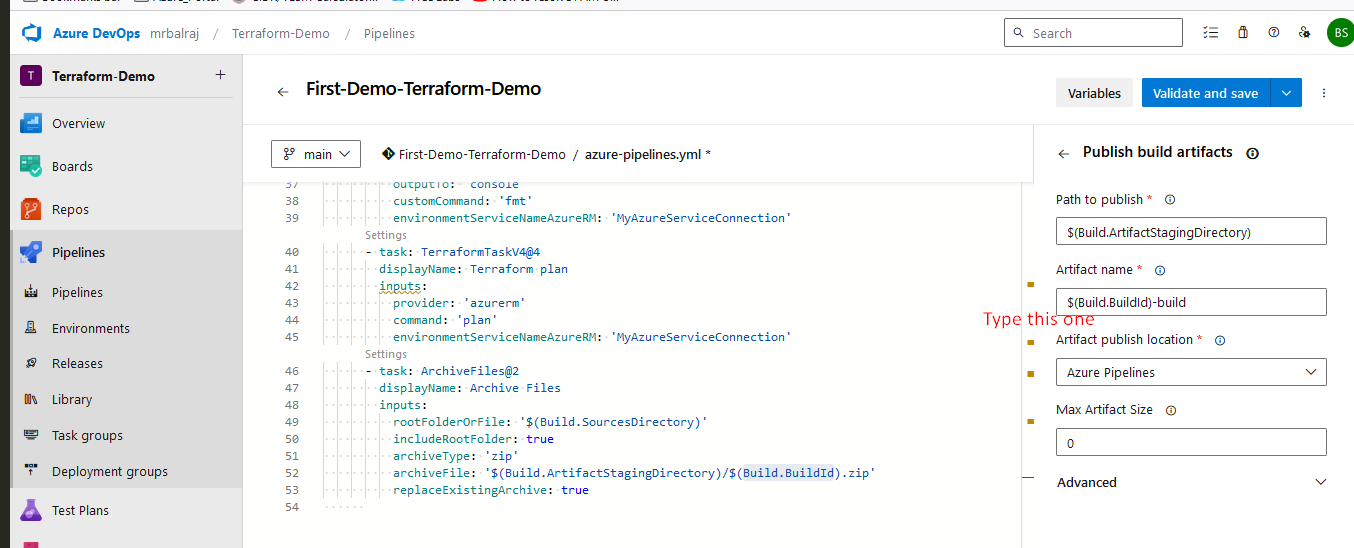 Azure DevOps mrbalraj / Terraform-Demo / Pipelines
Search
BS
T Terraform-Demo +
Overview
Boards
Repos
Pipelines
Pipelines
Environments
Releases
Library
Task groups
Deployment groups
Test Plans
First-Demo-Terraform-Demo
Variables
Validate and save
main
First-Demo-Terraform-Demo / azure-pipelines.yml *
37 outputTo: 'console'
38 customCommand: 'fmt'
39 environmentServiceNameAzureRM: 'MyAzureServiceConnection'
Settings
40 - task: TerraformTaskV4@4
41 displayName: Terraform plan
42 inputs:
43 provider: 'azurerm'
44 command: 'plan'
45 environmentServiceNameAzureRM: 'MyAzureServiceConnection'
Settings
46 - task: ArchiveFiles@2
47 displayName: Archive Files
48 inputs:
49 rootFolderOrFile: '$(Build.SourcesDirectory)'
50 includeRootFolder: true
51 archiveType: 'zip'
52 archiveFile: '$(Build.ArtifactStagingDirectory)/$(Build.BuildId).zip'
53 replaceExistingArchive: true
54
Publish build artifacts
Path to publish *
$(Build.ArtifactStagingDirectory)
Artifact name *
$(Build.BuildId)-build
Type this one
Artifact publish location *
Azure Pipelines
Max Artifact Size
0
Advanced